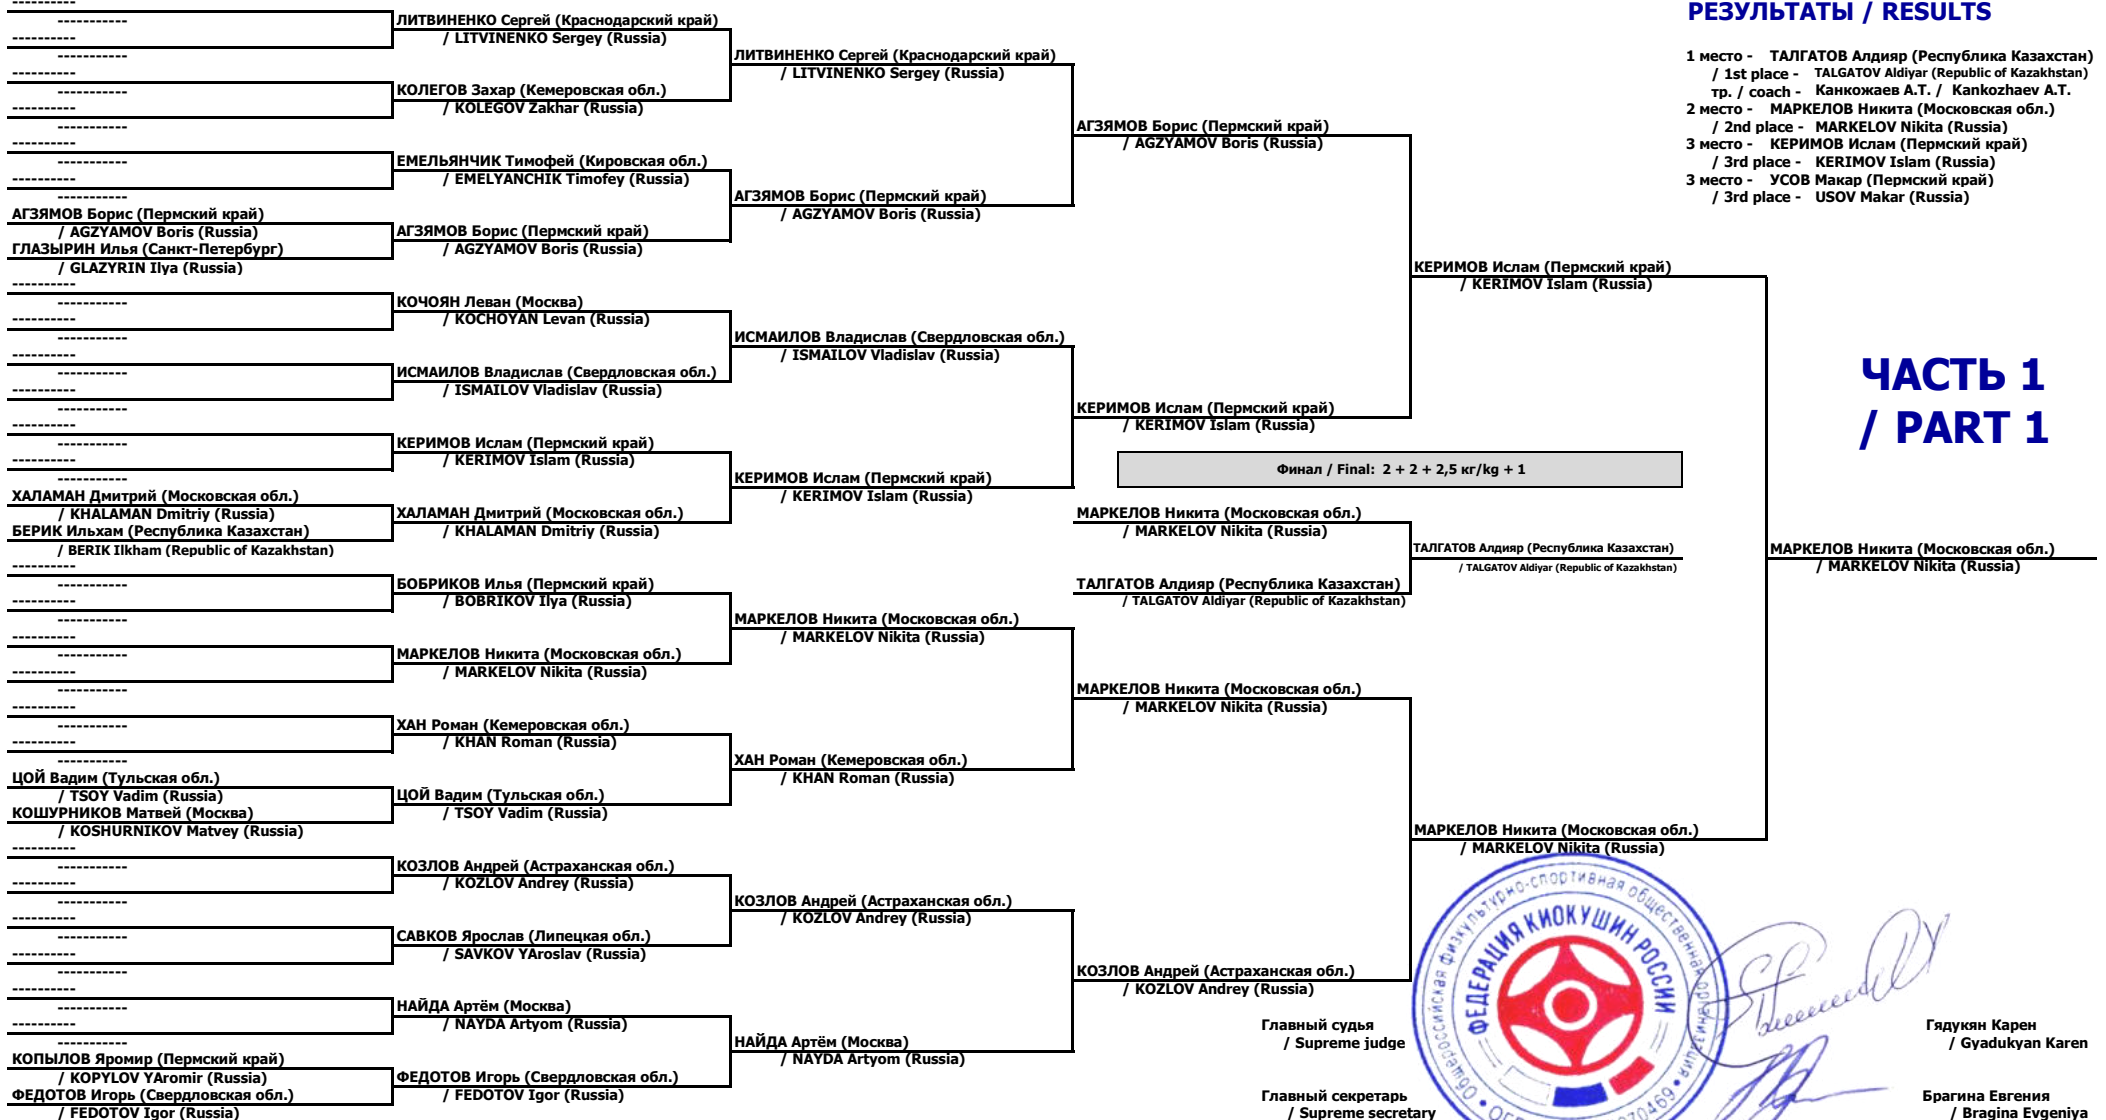 ----------
-----------
----------
-----------
----------
-----------
----------
-----------
----------
-----------
----------
-----------
АГЗЯМОВ Борис (Пермский край)
/ AGZYAMOV Boris (Russia)
ГЛАЗЫРИН Илья (Санкт-Петербург)
/ GLAZYRIN Ilya (Russia)
----------
-----------
----------
-----------
----------
-----------
----------
-----------
----------
-----------
----------
-----------
ХАЛАМАН Дмитрий (Московская обл.)
/ KHALAMAN Dmitriy (Russia)
БЕРИК Ильхам (Республика Казахстан)
/ BERIK Ilkham (Republic of Kazakhstan)
----------
-----------
----------
-----------
----------
-----------
----------
-----------
----------
-----------
----------
-----------
ЦОЙ Вадим (Тульская обл.)
/ TSOY Vadim (Russia)
КОШУРНИКОВ Матвей (Москва)
/ KOSHURNIKOV Matvey (Russia)
----------
-----------
----------
-----------
----------
-----------
----------
-----------
----------
-----------
----------
-----------
КОПЫЛОВ Яромир (Пермский край)
/ KOPYLOV YAromir (Russia)
ФЕДОТОВ Игорь (Свердловская обл.)
/ FEDOTOV Igor (Russia)
ЛИТВИНЕНКО Сергей (Краснодарский край)
/ LITVINENKO Sergey (Russia)
КОЛЕГОВ Захар (Кемеровская обл.)
/ KOLEGOV Zakhar (Russia)
ЕМЕЛЬЯНЧИК Тимофей (Кировская обл.)
/ EMELYANCHIK Timofey (Russia)
АГЗЯМОВ Борис (Пермский край)
/ AGZYAMOV Boris (Russia)
КОЧОЯН Леван (Москва)
/ KOCHOYAN Levan (Russia)
ИСМАИЛОВ Владислав (Свердловская обл.)
/ ISMAILOV Vladislav (Russia)
КЕРИМОВ Ислам (Пермский край)
/ KERIMOV Islam (Russia)
ХАЛАМАН Дмитрий (Московская обл.)
/ KHALAMAN Dmitriy (Russia)
БОБРИКОВ Илья (Пермский край)
/ BOBRIKOV Ilya (Russia)
МАРКЕЛОВ Никита (Московская обл.)
/ MARKELOV Nikita (Russia)
ХАН Роман (Кемеровская обл.)
/ KHAN Roman (Russia)
ЦОЙ Вадим (Тульская обл.)
/ TSOY Vadim (Russia)
КОЗЛОВ Андрей (Астраханская обл.)
/ KOZLOV Andrey (Russia)
САВКОВ Ярослав (Липецкая обл.)
/ SAVKOV YAroslav (Russia)
НАЙДА Артём (Москва)
/ NAYDA Artyom (Russia)
ФЕДОТОВ Игорь (Свердловская обл.)
/ FEDOTOV Igor (Russia)
ЛИТВИНЕНКО Сергей (Краснодарский край)
/ LITVINENKO Sergey (Russia)
АГЗЯМОВ Борис (Пермский край)
/ AGZYAMOV Boris (Russia)
ИСМАИЛОВ Владислав (Свердловская обл.)
/ ISMAILOV Vladislav (Russia)
КЕРИМОВ Ислам (Пермский край)
/ KERIMOV Islam (Russia)
МАРКЕЛОВ Никита (Московская обл.)
/ MARKELOV Nikita (Russia)
ХАН Роман (Кемеровская обл.)
/ KHAN Roman (Russia)
КОЗЛОВ Андрей (Астраханская обл.)
/ KOZLOV Andrey (Russia)
НАЙДА Артём (Москва)
/ NAYDA Artyom (Russia)
АГЗЯМОВ Борис (Пермский край)
/ AGZYAMOV Boris (Russia)
КЕРИМОВ Ислам (Пермский край)
/ KERIMOV Islam (Russia)
Финал / Final: 2 + 2 + 2,5 кг/kg + 1
МАРКЕЛОВ Никита (Московская обл.)
/ MARKELOV Nikita (Russia)
ТАЛГАТОВ Алдияр (Республика Казахстан)
/ TALGATOV Aldiyar (Republic of Kazakhstan)
МАРКЕЛОВ Никита (Московская обл.)
/ MARKELOV Nikita (Russia)
КОЗЛОВ Андрей (Астраханская обл.)
/ KOZLOV Andrey (Russia)
КЕРИМОВ Ислам (Пермский край)
/ KERIMOV Islam (Russia)
ТАЛГАТОВ Алдияр (Республика Казахстан)
/ TALGATOV Aldiyar (Republic of Kazakhstan)
МАРКЕЛОВ Никита (Московская обл.)
/ MARKELOV Nikita (Russia)
МАРКЕЛОВ Никита (Московская обл.)
/ MARKELOV Nikita (Russia)
РЕЗУЛЬТАТЫ / RESULTS
1 место - ТАЛГАТОВ Алдияр (Республика Казахстан)
/ 1st place - TALGATOV Aldiyar (Republic of Kazakhstan)
тр. / coach - Канкожаев А.Т. / Kankozhaev A.T.
2 место - МАРКЕЛОВ Никита (Московская обл.)
/ 2nd place - MARKELOV Nikita (Russia)
3 место - КЕРИМОВ Ислам (Пермский край)
/ 3rd place - KERIMOV Islam (Russia)
3 место - УСОВ Макар (Пермский край)
/ 3rd place - USOV Makar (Russia)
ЧАСТЬ 1
/ PART 1
Общероссийская физкультурно-спортивная общественная организация
ФЕДЕРАЦИЯ КИОКУШИН РОССИИ
Главный судья
/ Supreme judge
Гядукян Карен
/ Gyadukyan Karen
Главный секретарь
/ Supreme secretary
Брагина Евгения
/ Bragina Evgeniya